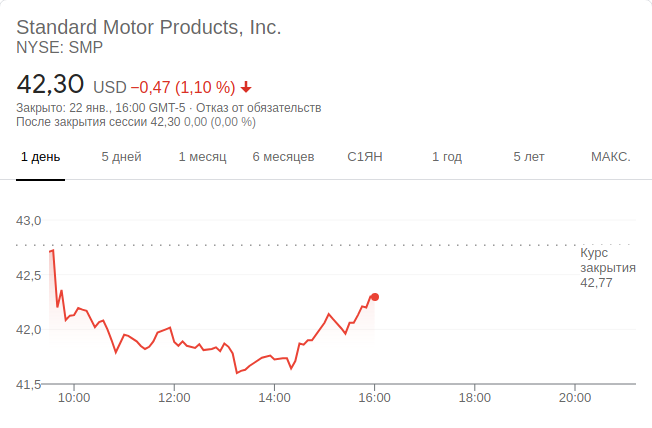 Standard Motor Products, Inc.
NYSE: SMP
42,30 USD −0,47 (1,10 %)
Закрыто: 22 янв., 16:00 GMT-5 · Отказ от обязательств
После закрытия сессии 42,30 0,00 (0,00 %)
1 день 5 дней 1 месяц 6 месяцев С1ЯН 1 год 5 лет МАКС.
43,0
Курс
закрытия
42,77
42,5
42,0
41,5
10:00 12:00 14:00 16:00 18:00 20:00